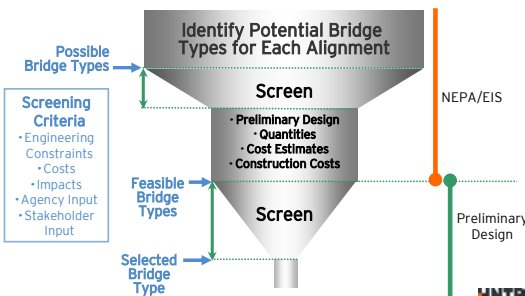 Identify Potential Bridge
Types for Each Alignment
Possible
Bridge Types
Screen
NEPA/EIS
Screening
Criteria
•Engineering
Constraints
•Costs
•Impacts
•Agency Input
•Stakeholder
Input
•Preliminary Design
•Quantities
•Cost Estimates
•Construction Costs
Feasible
Bridge
Types
Screen
Preliminary
Design
Selected
Bridge
Type